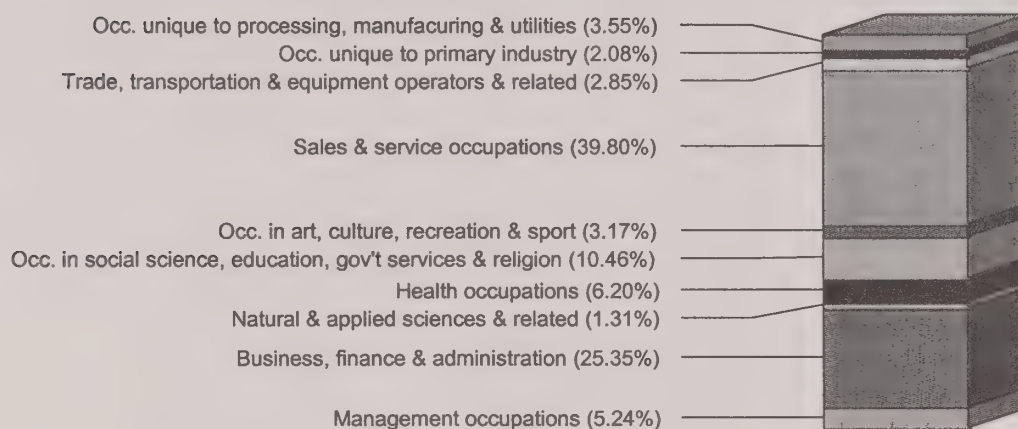 Occ. unique to processing, manufacuring & utilities (3.55%)
Occ. unique to primary industry (2.08%)
Trade, transportation & equipment operators & related (2.85%)
Sales & service occupations (39.80%)
Occ. in art, culture, recreation & sport (3.17%)
Occ. in social science, education, gov't services & religion (10.46%)
Health occupations (6.20%)
Natural & applied sciences & related (1.31%)
Business, finance & administration (25.35%)
Management occupations (5.24%)